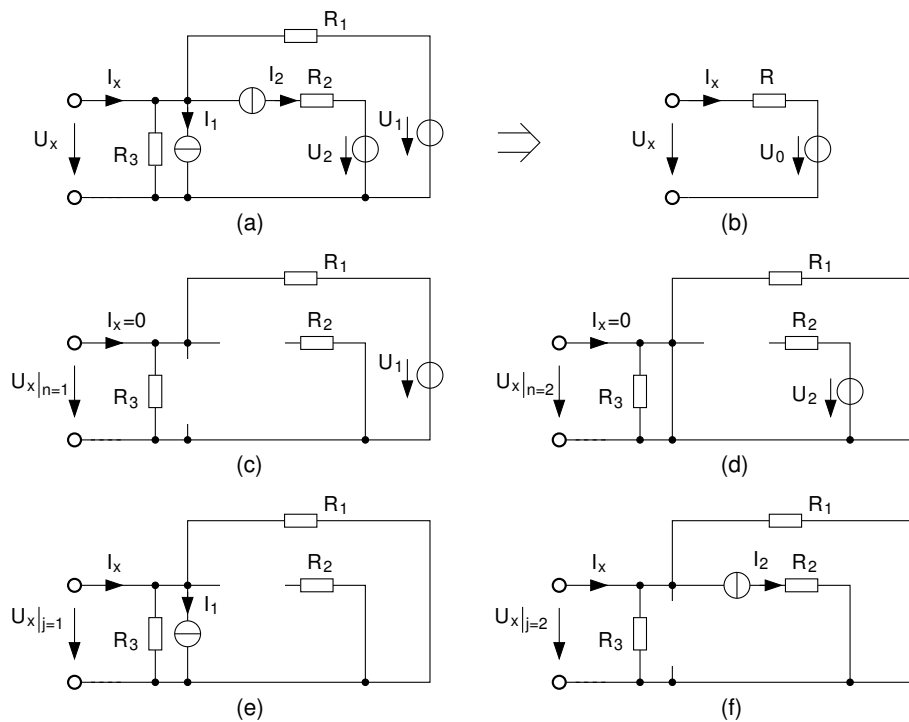 R1
Ix
I2
R2
I1
U1
Ux
R3
U2
(a)
Ix
R
Ux
U0
(b)
R1
Ix=0
R2
U1
Ux|n=1
R3
(c)
R1
Ix=0
R2
Ux|n=2
R3
U2
(d)
R1
Ix
R2
I1
Ux|j=1
R3
(e)
R1
Ix
I2
R2
Ux|j=2
R3
(f)